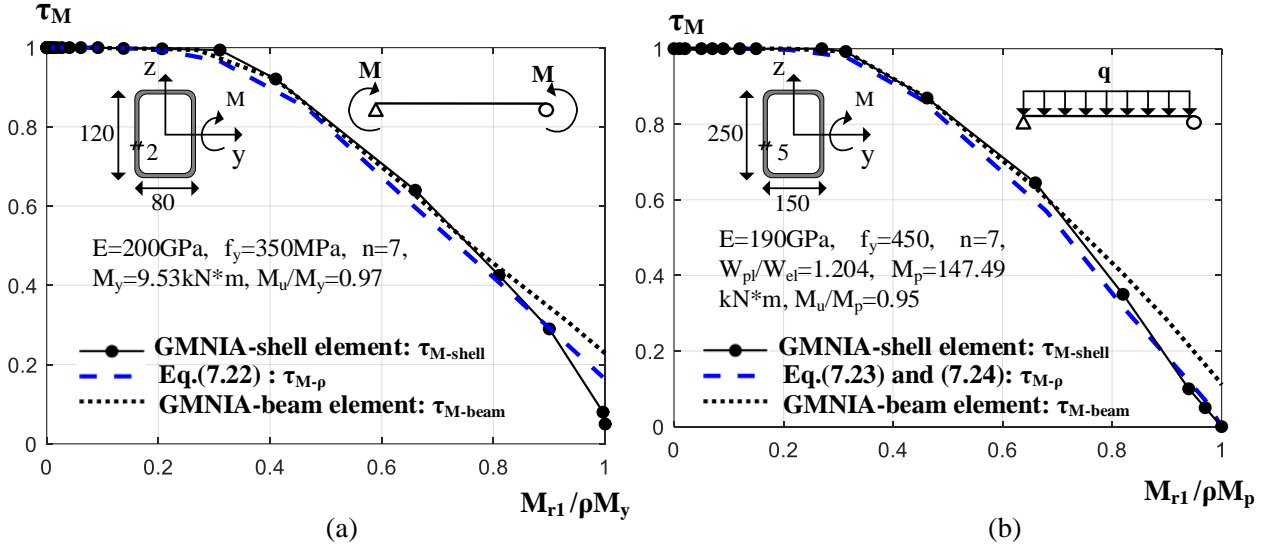 τM
1
0.8
0.6
0.4
0.2
0
0
0.2
0.4
0.6
0.8
1
z
M
y
120
2
80
M
M
E=200GPa, fy=350MPa, n=7,
My=9.53kN*m, Mu/My=0.97
GMNIA-shell element: τM-shell
Eq.(7.22) : τM-ρ
GMNIA-beam element: τM-beam
Mr1/ρMy
(a)
τM
1
0.8
0.6
0.4
0.2
0
0
0.2
0.4
0.6
0.8
1
z
M
y
250
5
150
q
E=190GPa, fy=450, n=7,
Wpl/Wel=1.204, Mp=147.49
kN*m, Mu/Mp=0.95
GMNIA-shell element: τM-shell
Eq.(7.23) and (7.24): τM-ρ
GMNIA-beam element: τM-beam
Mr1/ρMp
(b)